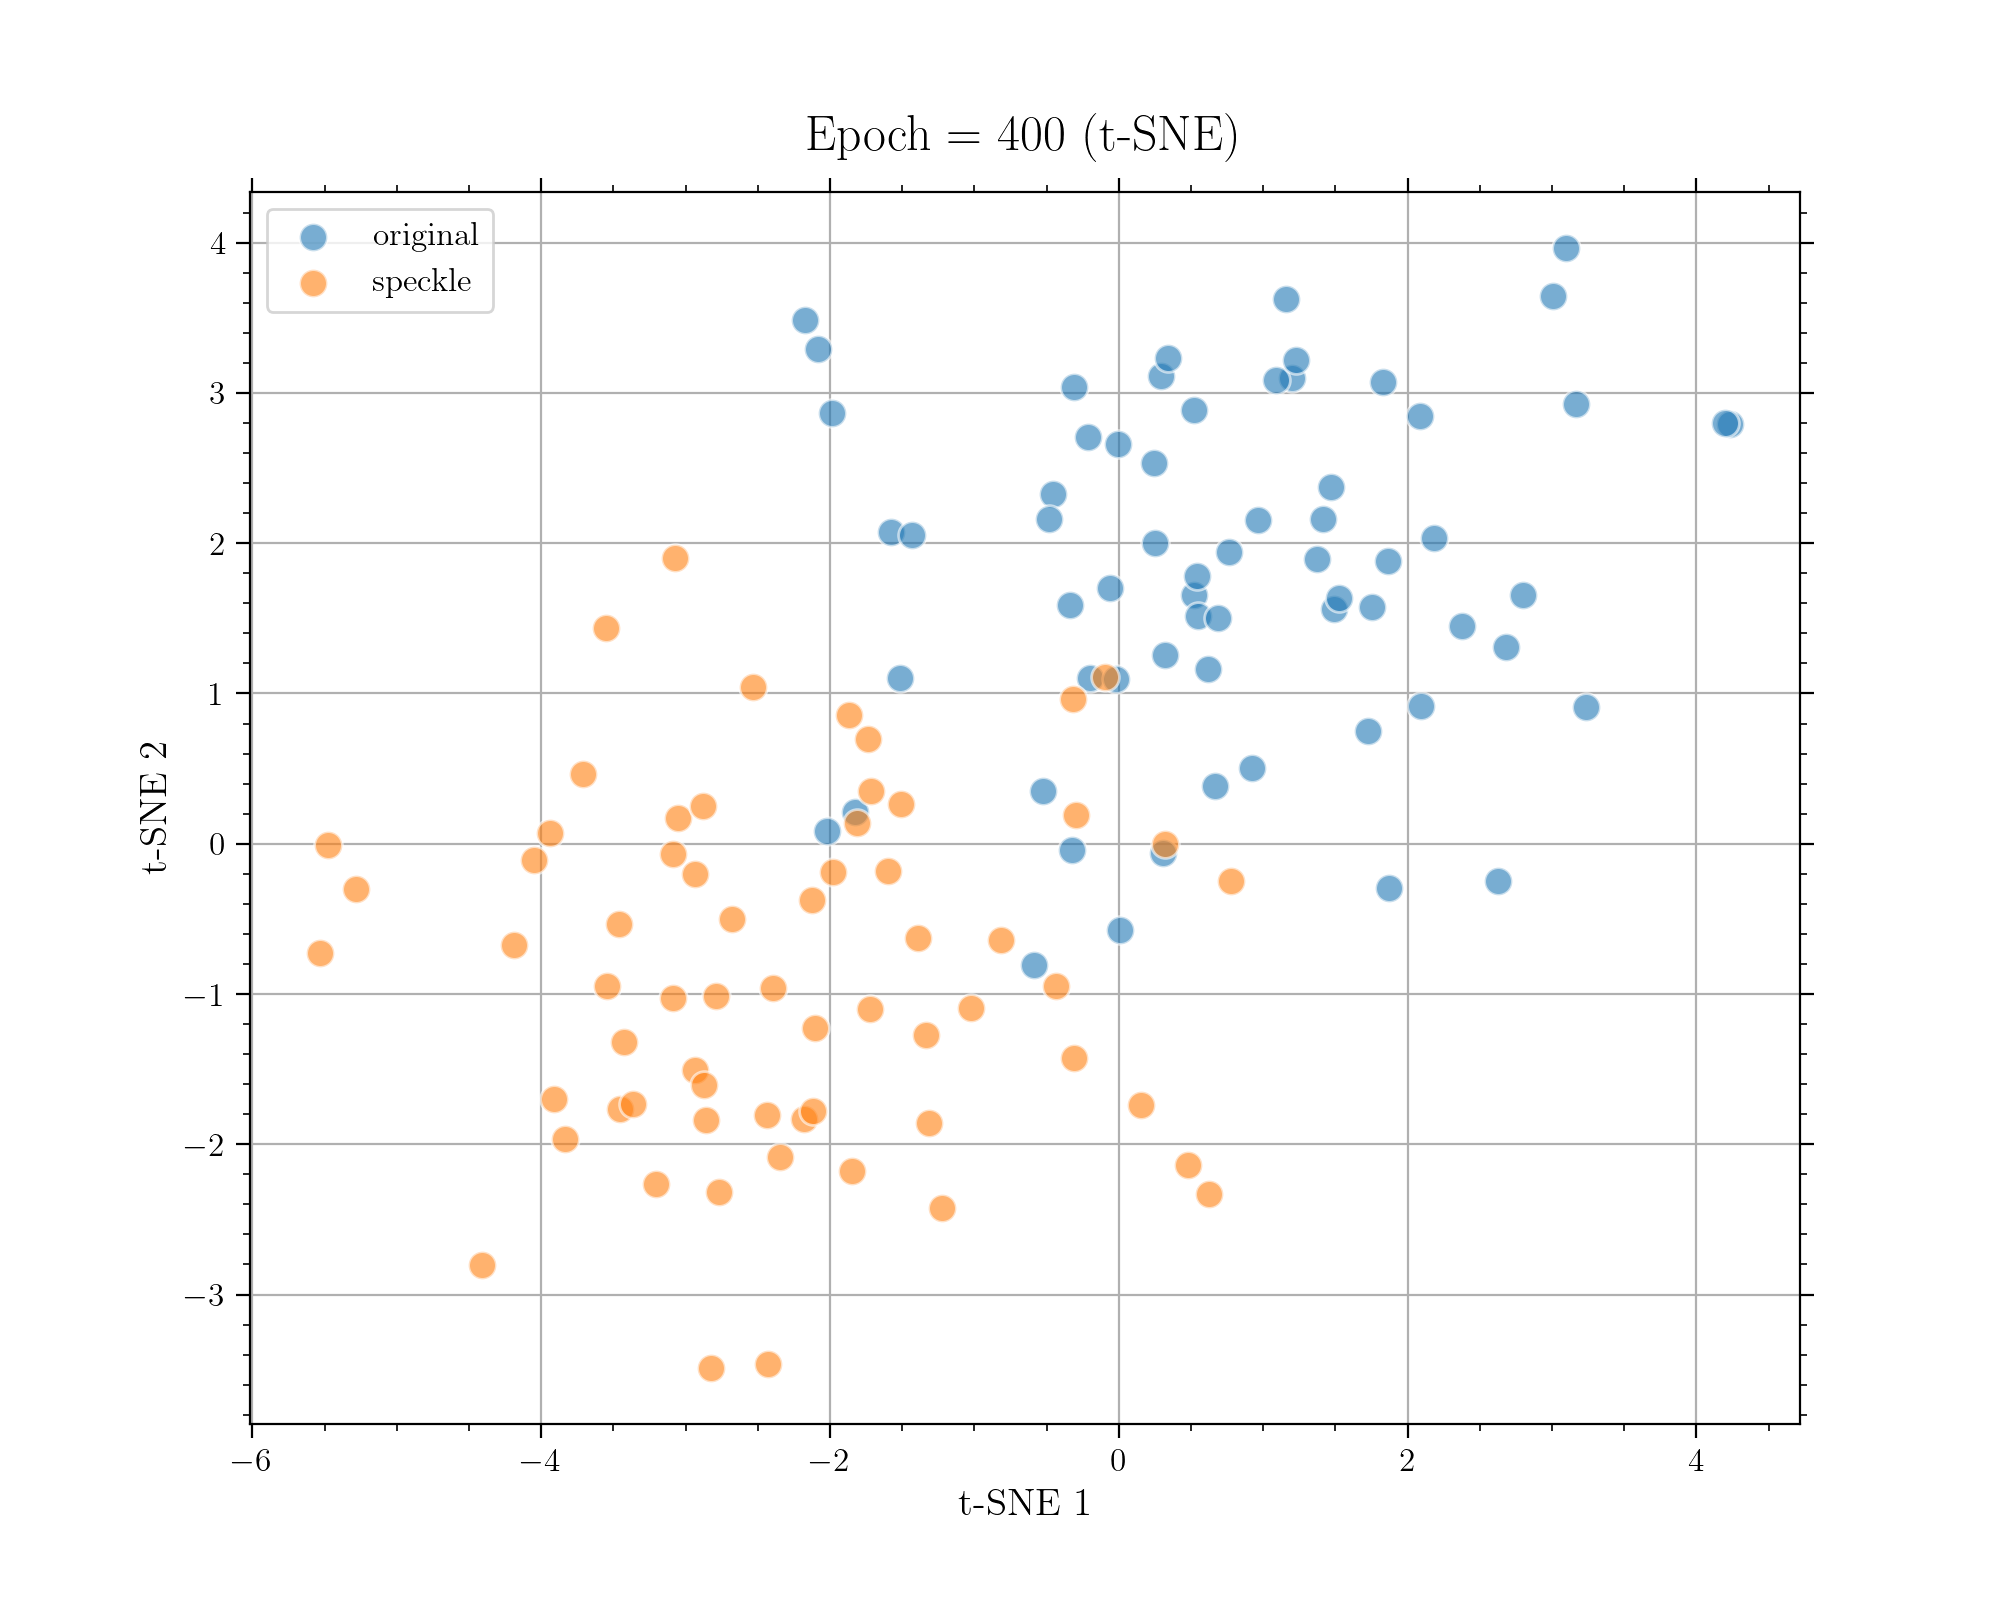 Epoch = 400 (t-SNE)
original
speckle
4
3
2
1
0
−1
−2
−3
t-SNE 2
−6 −4 −2 0 2 4
t-SNE 1